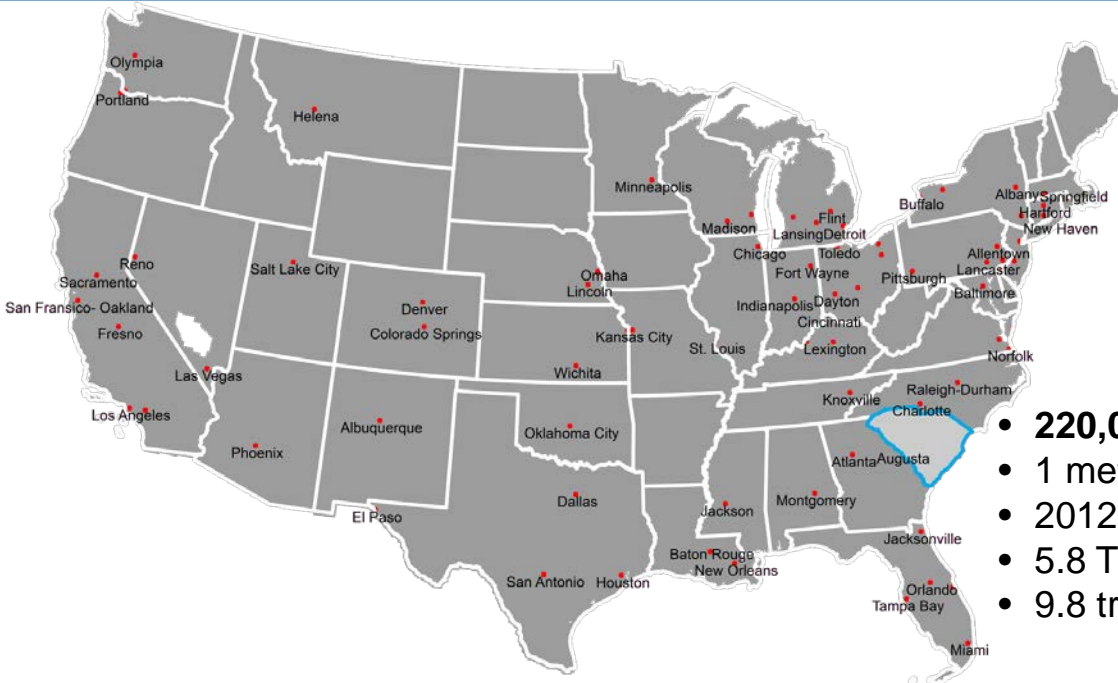 Olympia
Portland
Helena
Minneapolis
Buffalo
Albany
Springfield
Hartford
New Haven
Madison
Flint
Lansing
Detroit
Chicago
Toledo
Allentown
Reno
Salt Lake City
Omaha
Fort Wayne
Pittsburgh
Lancaster
Sacramento
Lincoln
Baltimore
San Fransico- Oakland
Denver
Indianapolis
Dayton
Fresno
Colorado Springs
Kansas City
Cincinnati
St. Louis
Lexington
Norfolk
Las Vegas
Wichita
Raleigh-Durham
Knoxville
Los Angeles
Charlotte
Albuquerque
Oklahoma City
Phoenix
Atlanta
Augusta
Dallas
Montgomery
El Paso
Jackson
Jacksonville
Baton Rouge
New Orleans
San Antonio
Houston
Orlando
Tampa Bay
Miami
• 220,0
• 1 me
• 2012
• 5.8 T
• 9.8 tr